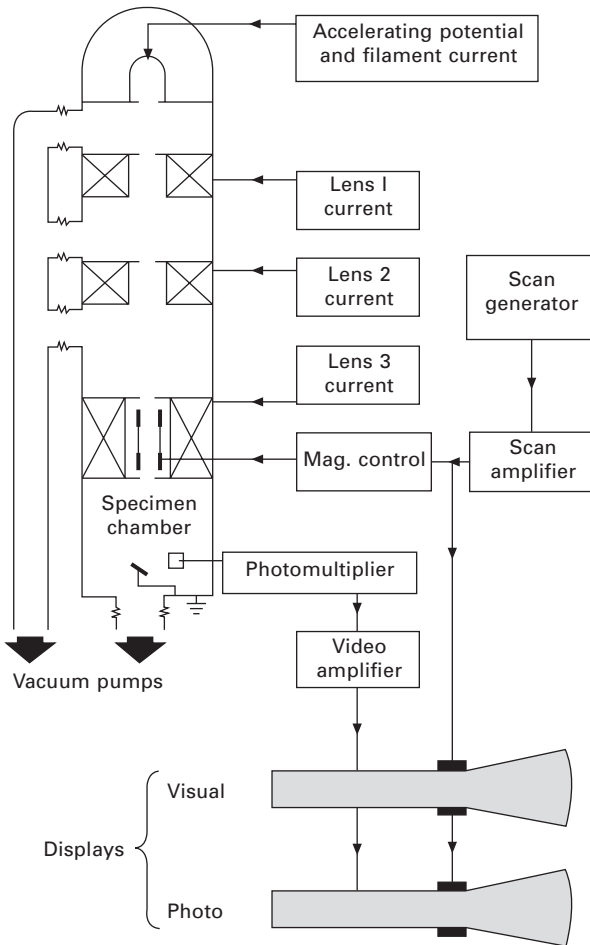 Accelerating potential
and filament current
Lens I
current
Lens 2
current
Scan
generator
Lens 3
current
Mag. control
Scan
amplifier
Specimen
chamber
Photomultiplier
Video
amplifier
Vacuum pumps
Visual
Displays
Photo